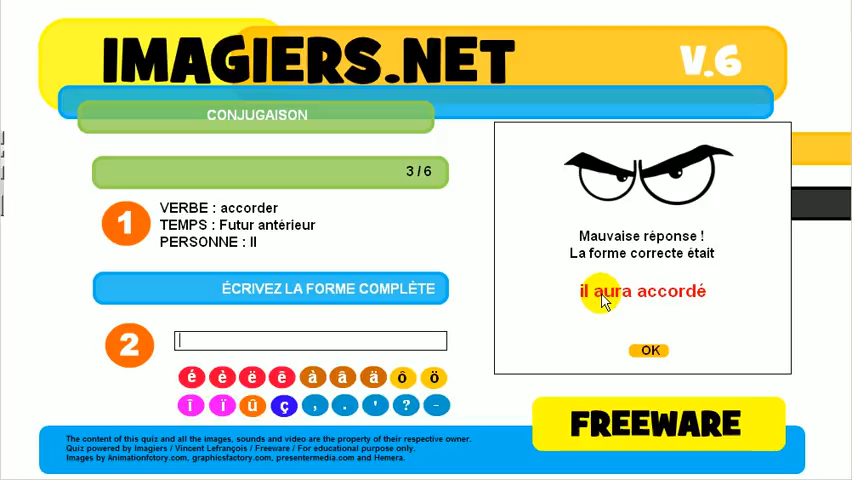 IMAGIERS.NET
V.6
CONJUGAISON
3 / 6
1
VERBE : accorder
TEMPS : Futur antérieur
PERSONNE : Il
ÉCRIVEZ LA FORME COMPLÈTE
2
é è ë ê à â ä ô ö
î ï û ç , . ' ? -
Mauvaise réponse !
La forme correcte était
il aura accordé
OK
FREEWARE
The content of this quiz and all the images, sounds and video are the property of their respective owner.
Quiz powered by Imagiers / Vincent Lefrançois / Freeware / For educational purpose only.
Images by Animationfctory.com, graphicsfactory.com, presentermedia.com and Hemera.